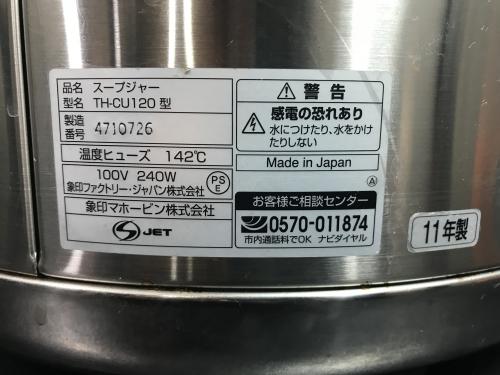 品名 スープジャー
型名 TH-CU120 型
製造番号 4710726
温度ヒューズ 142℃
100V 240W
象印ファクトリー・ジャパン株式会社
PS
E
象印マホービン株式会社
S JET
警告
感電の恐れあり
水につけたり、水をかけ
たりしない
Made in Japan
A
お客様ご相談センター
0570-011874
市内通話料でOK ナビダイヤル
11年製